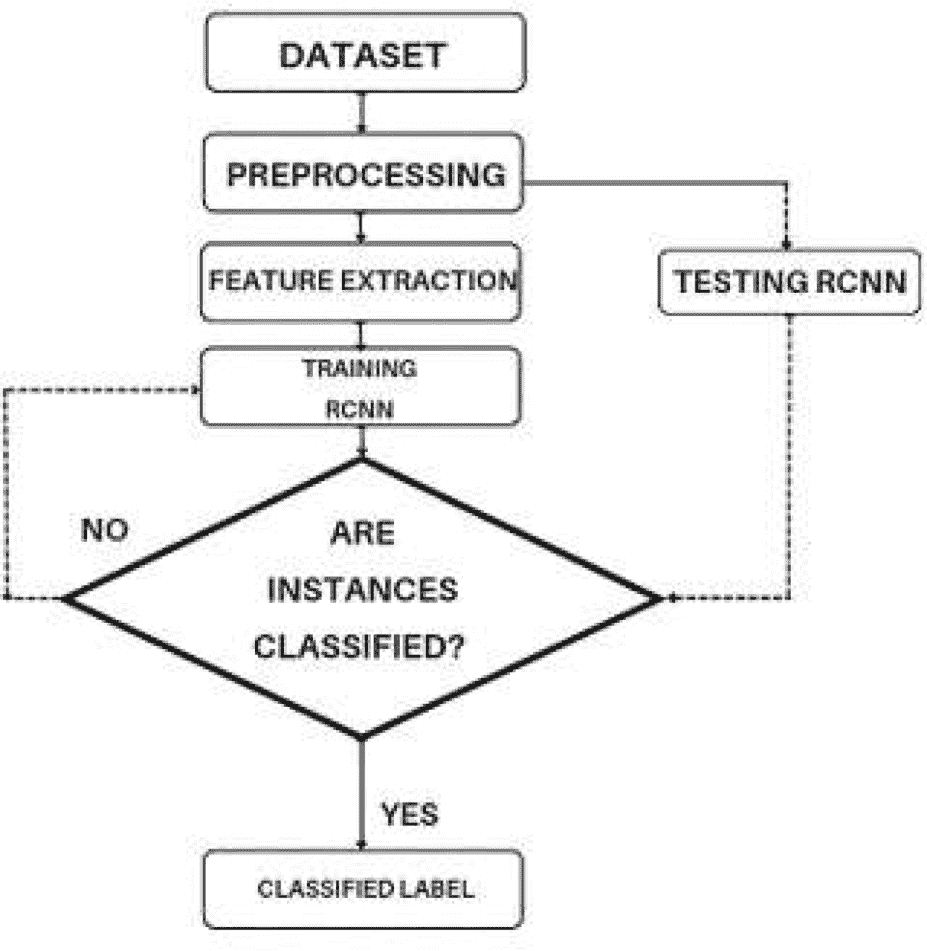 DATASET
PREPROCESSING
FEATURE EXTRACTION
TESTING RCNN
TRAINING
RCNN
NO
ARE
INSTANCES
CLASSIFIED?
YES
CLASSIFIED LABEL